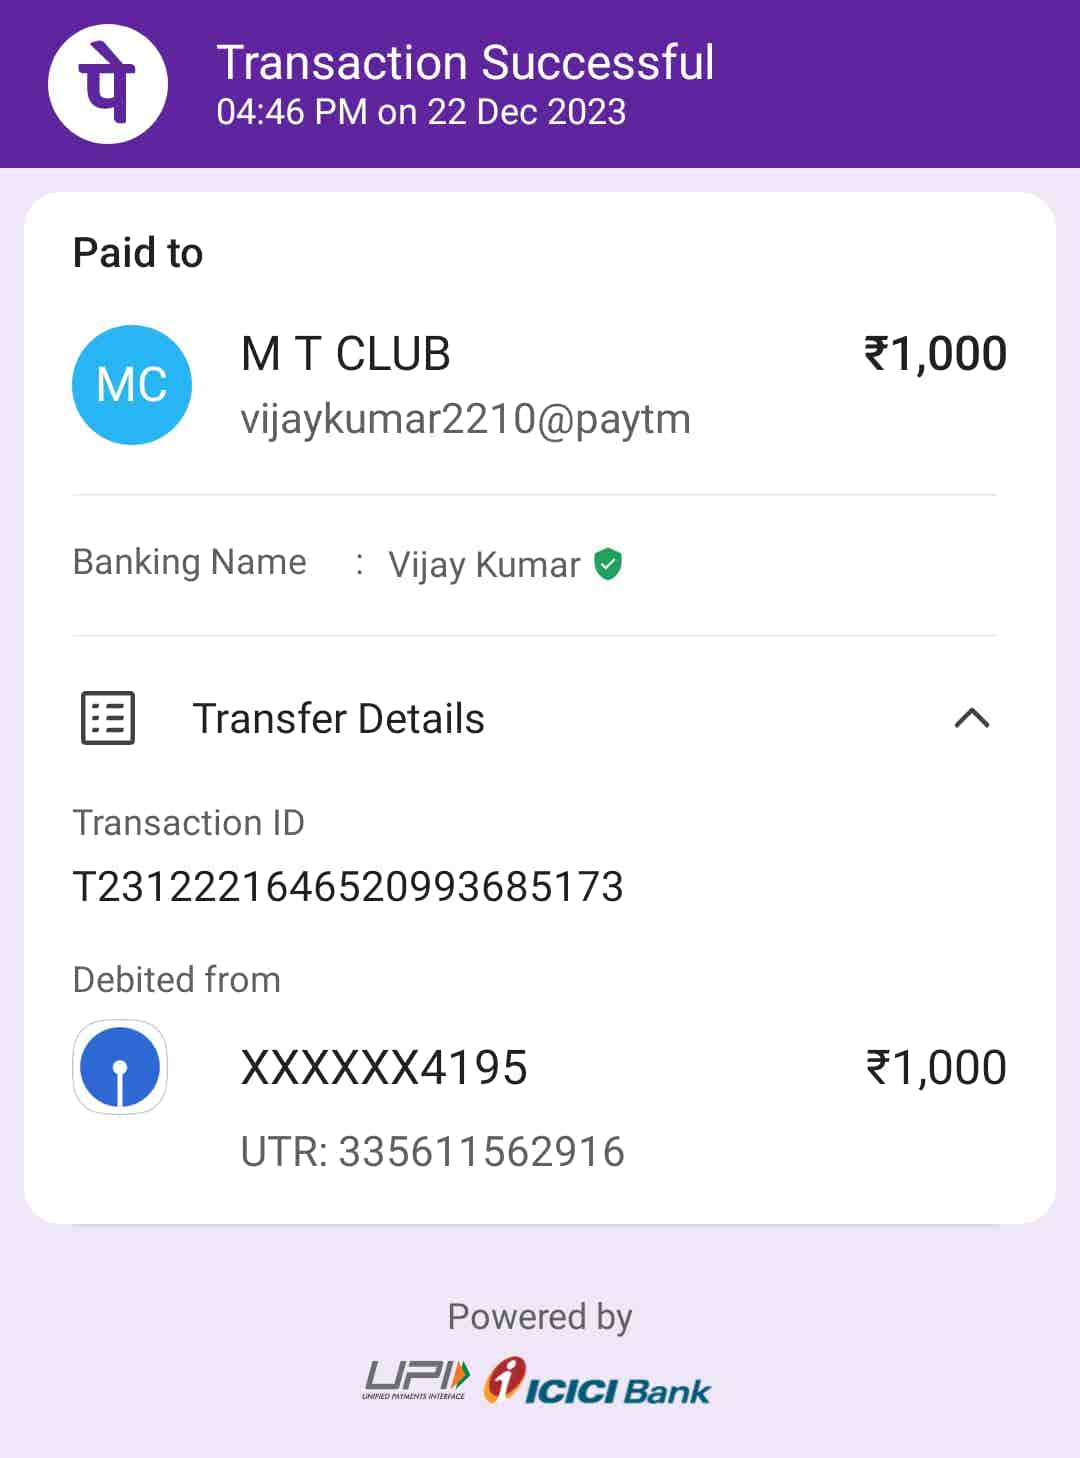 पे
Transaction Successful
04:46 PM on 22 Dec 2023
Paid to
MC
M T CLUB
₹1,000
vijaykumar2210@paytm
Banking Name : Vijay Kumar
Transfer Details
Transaction ID
T2312221646520993685173
Debited from
XXXXXX4195
₹1,000
UTR: 335611562916
Powered by
UPI
UNIFIED PAYMENTS INTERFACE
ICICI Bank